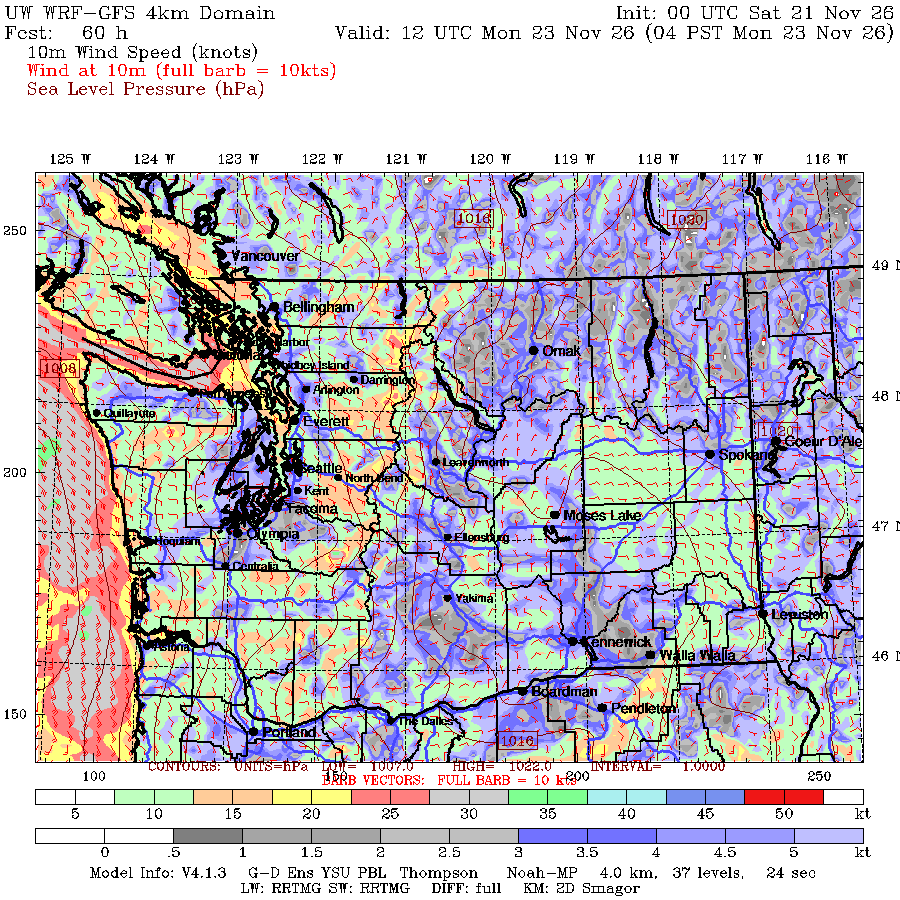 UW WRF-GFS 4km Domain Init: 00 UTC Sat 21 Nov 26
Fcst: 60 h Valid: 12 UTC Mon 23 Nov 26 (04 PST Mon 23 Nov 26)
10m Wind Speed (knots)
Wind at 10m (full barb = 10kts)
Sea Level Pressure (hPa)
125 W 124 W 123 W 122 W 121 W 120 W 119 W 118 W 117 W 116 W
1016 1020
250
Vancouver
49 N
Bellingham
Omak
1008
Whidbey Island
Darrington
Arlington
48 N
Quillayute
Everett
1020
Coeur D'Ale
Spokane
Leavenworth
200
Seattle
North Bend
Kent
Tacoma
Moses Lake
47 N
Olympia
Ellensburg
Hoquiam
Centralia
Yakima
Lewiston
Kennewick
Walla Walla
46 N
Astoria
Boardman
Pendleton
150
The Dalles
Portland
1016
CONTOURS: UNITS=hPa LOW= 1007.0 HIGH= 1022.0 INTERVAL= 1.0000
100 150 200 250
BARB VECTORS: FULL BARB = 10 kts
5 10 15 20 25 30 35 40 45 50 kt
0 .5 1 1.5 2 2.5 3 3.5 4 4.5 5 kt
Model Info: V4.1.3 G-D Ens YSU PBL Thompson Noah-MP 4.0 km, 37 levels, 24 sec
LW: RRTMG SW: RRTMG DIFF: full KM: 2D Smagor